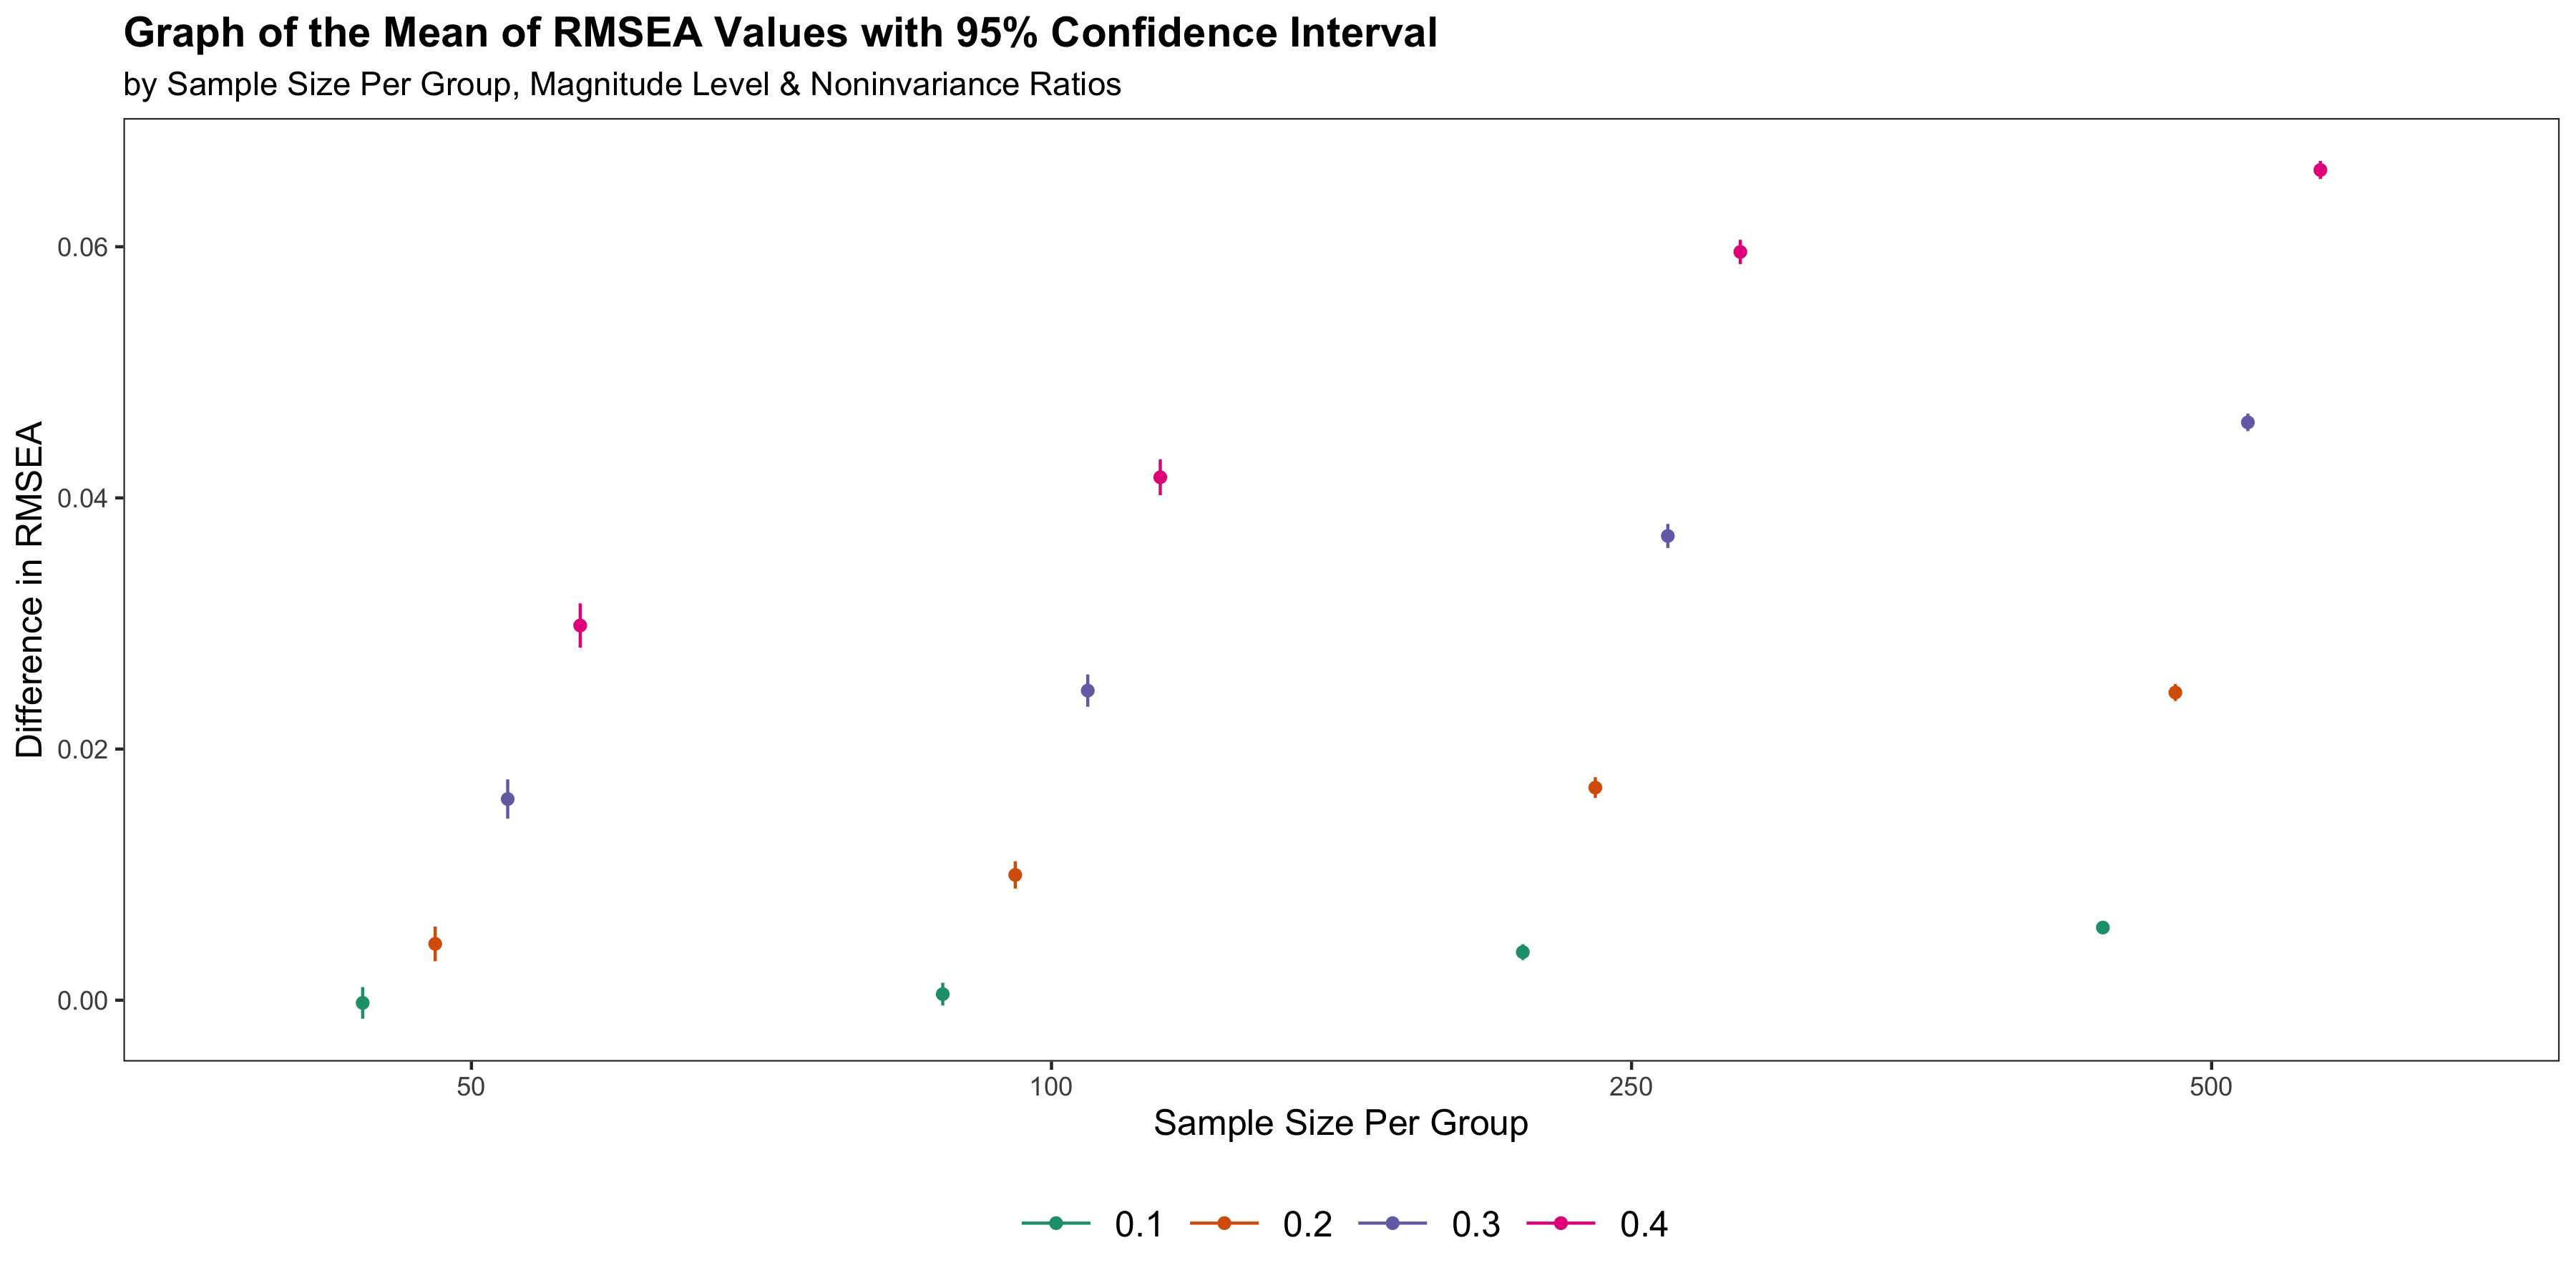 Graph of the Mean of RMSEA Values with 95% Confidence Interval
by Sample Size Per Group, Magnitude Level & Noninvariance Ratios
Difference in RMSEA
0.06
0.04
0.02
0.00
50 100 250 500
Sample Size Per Group
0.1 0.2 0.3 0.4